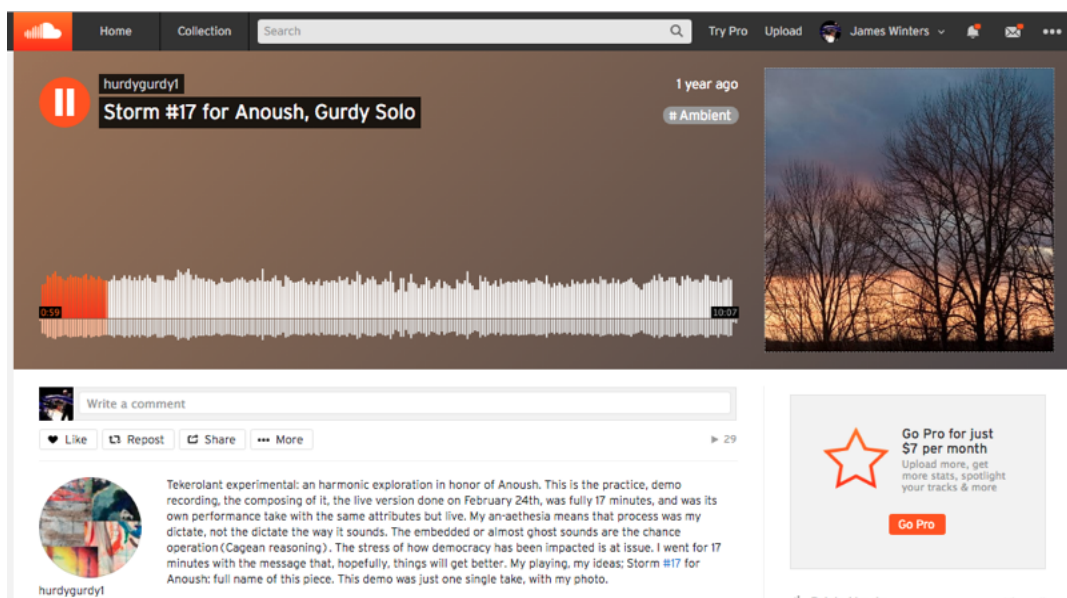 Home
Collection
Search
Try Pro
Upload
James Winters
hurdygurdy1
1 year ago
Storm #17 for Anoush, Gurdy Solo
# Ambient
0:59
10:07
Write a comment
Like
Repost
Share
More
29
Go Pro for just
$7 per month
Upload more, get
more stats, spotlight
your tracks & more
Go Pro
Tekerolant experimental: an harmonic exploration in honor of Anoush. This is the practice, demo
recording, the composing of it, the live version done on February 24th, was fully 17 minutes, and was its
own performance take with the same attributes but live. My an-aethesia means that process was my
dictate, not the dictate the way it sounds. The embedded or almost ghost sounds are the chance
operation (Cagean reasoning). The stress of how democracy has been impacted is at issue. I went for 17
minutes with the message that, hopefully, things will get better. My playing, my ideas; Storm #17 for
Anoush: full name of this piece. This demo was just one single take, with my photo.
hurdygurdy1